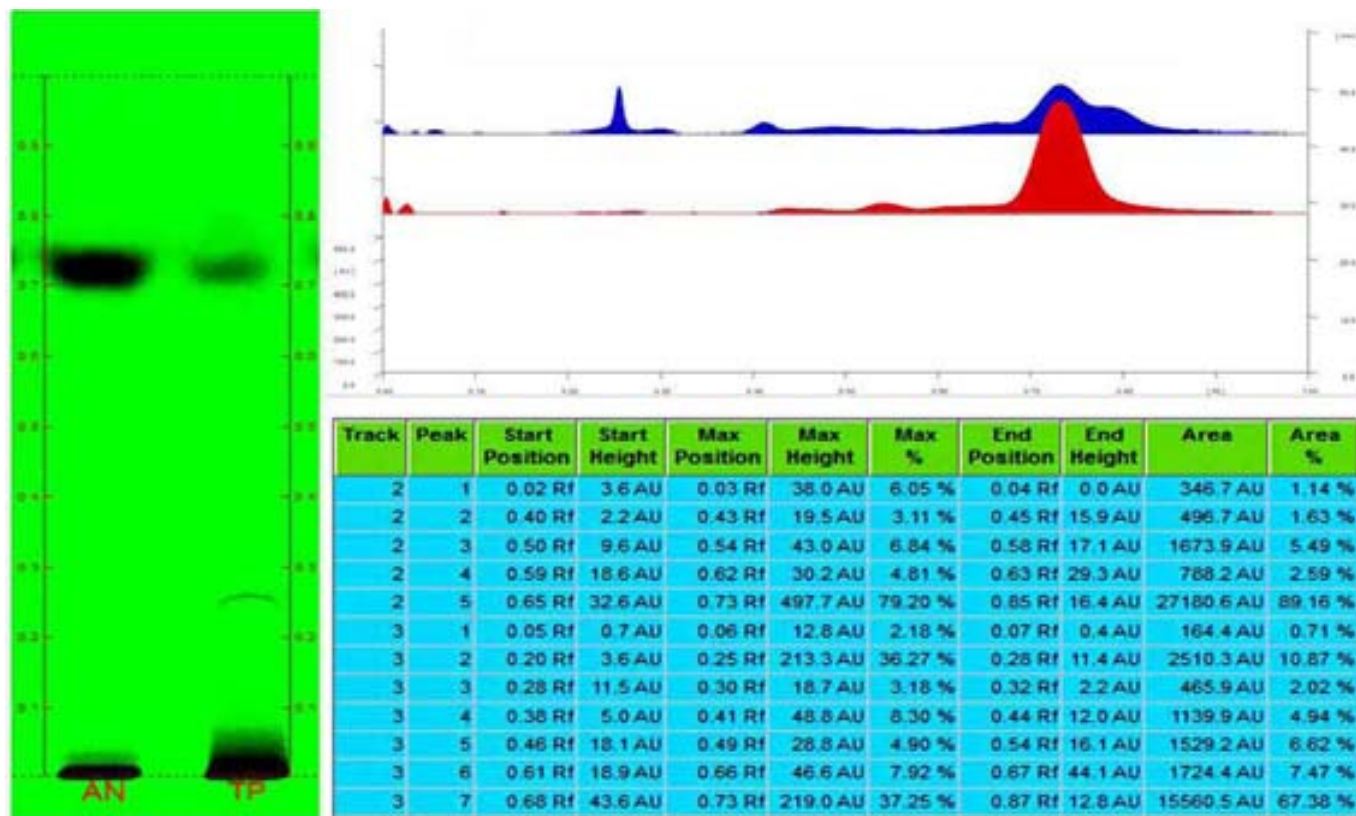 AN TP
Track Peak Start Position Start Height Max Position Max Height Max % End Position End Height Area Area %
2 1 0.02 Rf 3.6 AU 0.03 Rf 38.0 AU 6.05 % 0.04 Rf 0.0 AU 346.7 AU 1.14 %
2 2 0.40 Rf 2.2 AU 0.43 Rf 19.5 AU 3.11 % 0.45 Rf 15.9 AU 496.7 AU 1.63 %
2 3 0.50 Rf 9.6 AU 0.54 Rf 43.0 AU 6.84 % 0.58 Rf 17.1 AU 1673.9 AU 5.49 %
2 4 0.59 Rf 18.6 AU 0.62 Rf 30.2 AU 4.81 % 0.63 Rf 29.3 AU 788.2 AU 2.59 %
2 5 0.65 Rf 32.6 AU 0.73 Rf 497.7 AU 79.20 % 0.85 Rf 16.4 AU 27180.6 AU 89.16 %
3 1 0.05 Rf 0.7 AU 0.06 Rf 12.8 AU 2.18 % 0.07 Rf 0.4 AU 164.4 AU 0.71 %
3 2 0.20 Rf 3.6 AU 0.25 Rf 213.3 AU 36.27 % 0.28 Rf 11.4 AU 2510.3 AU 10.87 %
3 3 0.28 Rf 11.5 AU 0.30 Rf 18.7 AU 3.18 % 0.32 Rf 2.2 AU 465.9 AU 2.02 %
3 4 0.38 Rf 5.0 AU 0.41 Rf 48.8 AU 8.30 % 0.44 Rf 12.0 AU 1139.9 AU 4.94 %
3 5 0.46 Rf 18.1 AU 0.49 Rf 28.8 AU 4.90 % 0.54 Rf 16.1 AU 1529.2 AU 6.62 %
3 6 0.61 Rf 18.9 AU 0.66 Rf 46.6 AU 7.92 % 0.67 Rf 44.1 AU 1724.4 AU 7.47 %
3 7 0.68 Rf 43.6 AU 0.73 Rf 219.0 AU 37.25 % 0.87 Rf 12.8 AU 15560.5 AU 67.38 %